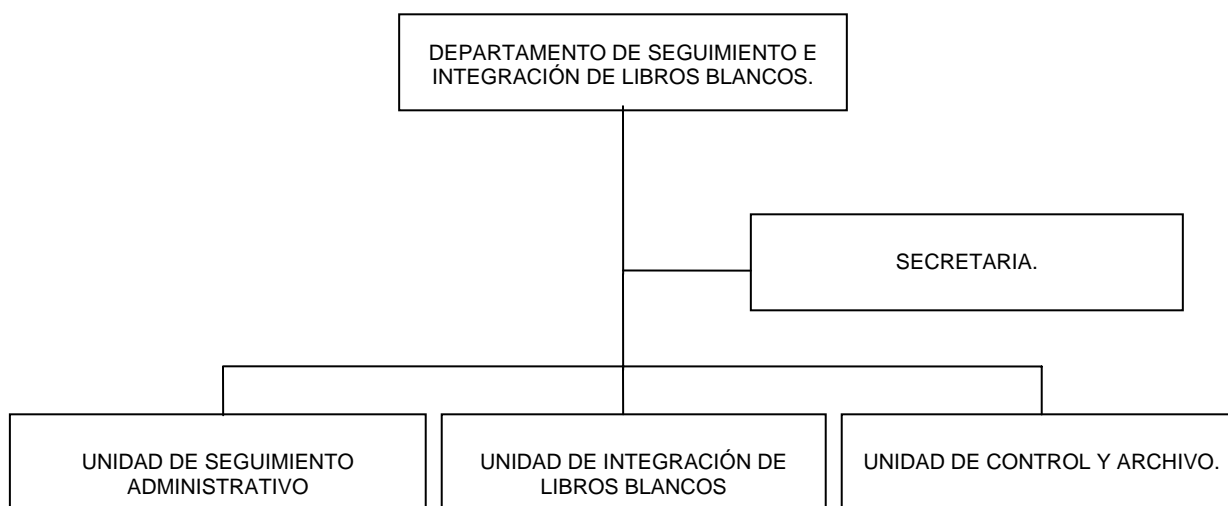 DEPARTAMENTO DE SEGUIMIENTO E
INTEGRACIÓN DE LIBROS BLANCOS.
SECRETARIA.
UNIDAD DE SEGUIMIENTO
ADMINISTRATIVO
UNIDAD DE INTEGRACIÓN DE
LIBROS BLANCOS
UNIDAD DE CONTROL Y ARCHIVO.